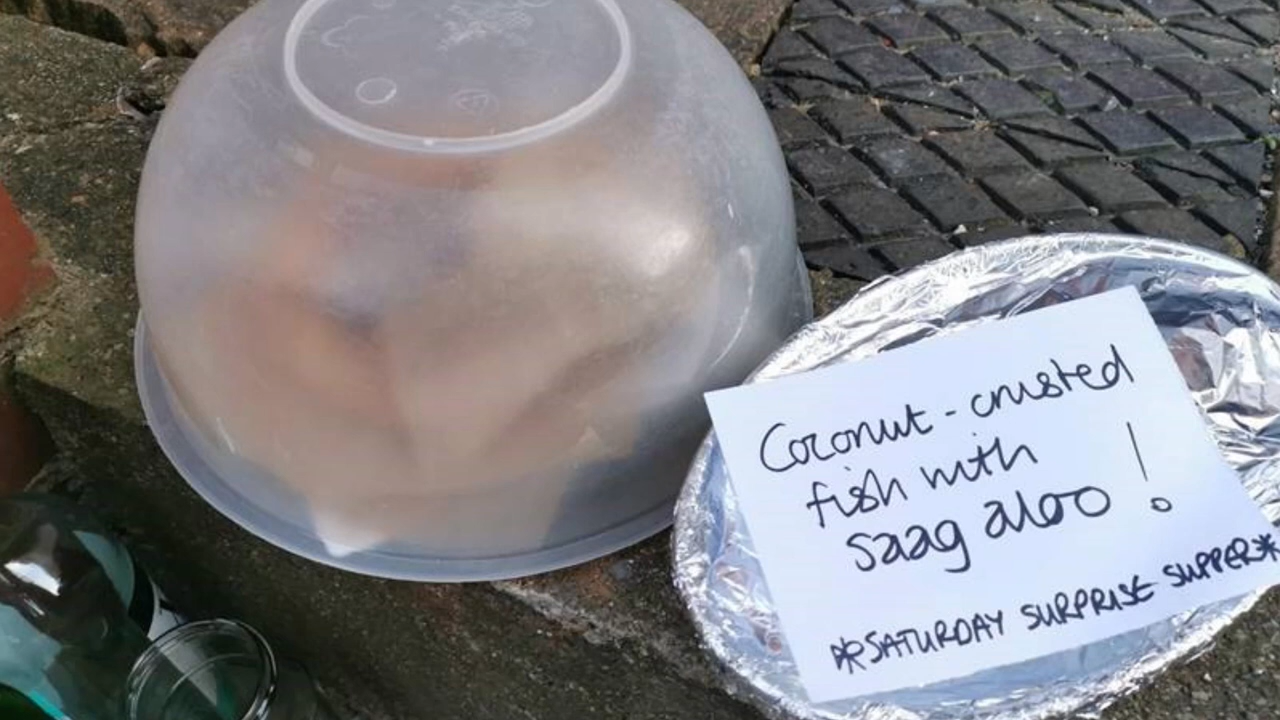 Coconut - crusted
fish with
saag aloo !
*SATURDAY SURPRISE SUPPER*